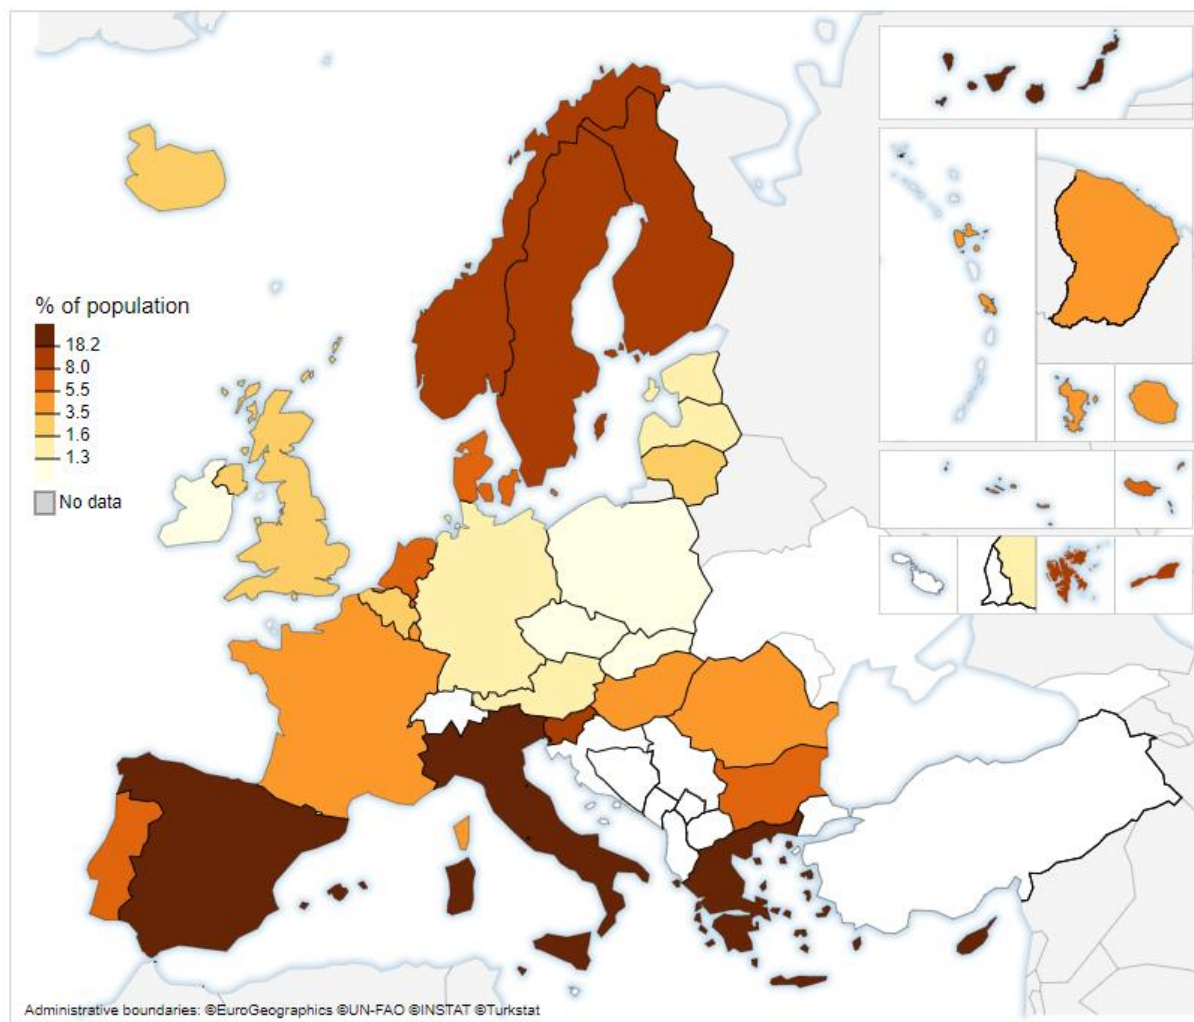 % of population
18.2
8.0
5.5
3.5
1.6
1.3
No data
Administrative boundaries: ©EuroGeographics ©UN-FAO ©INSTAT ©Turkstat